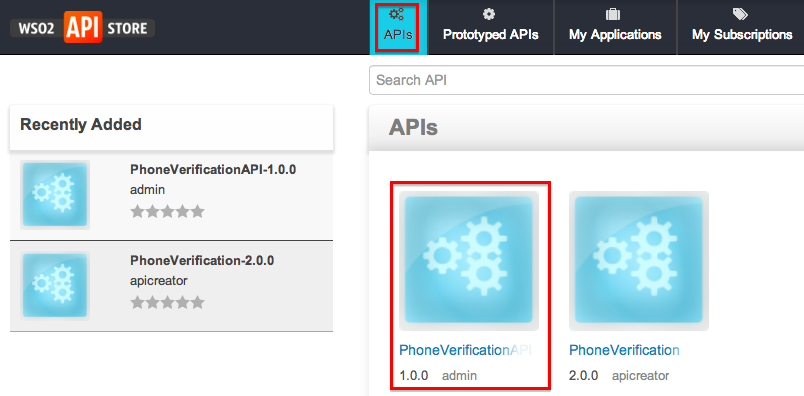 WSO2 API STORE
APIs
Prototyped APIs
My Applications
My Subscriptions
Search API
Recently Added
PhoneVerificationAPI-1.0.0
admin
PhoneVerification-2.0.0
apicreator
APIs
PhoneVerificationAPI
1.0.0 admin
PhoneVerification
2.0.0 apicreator